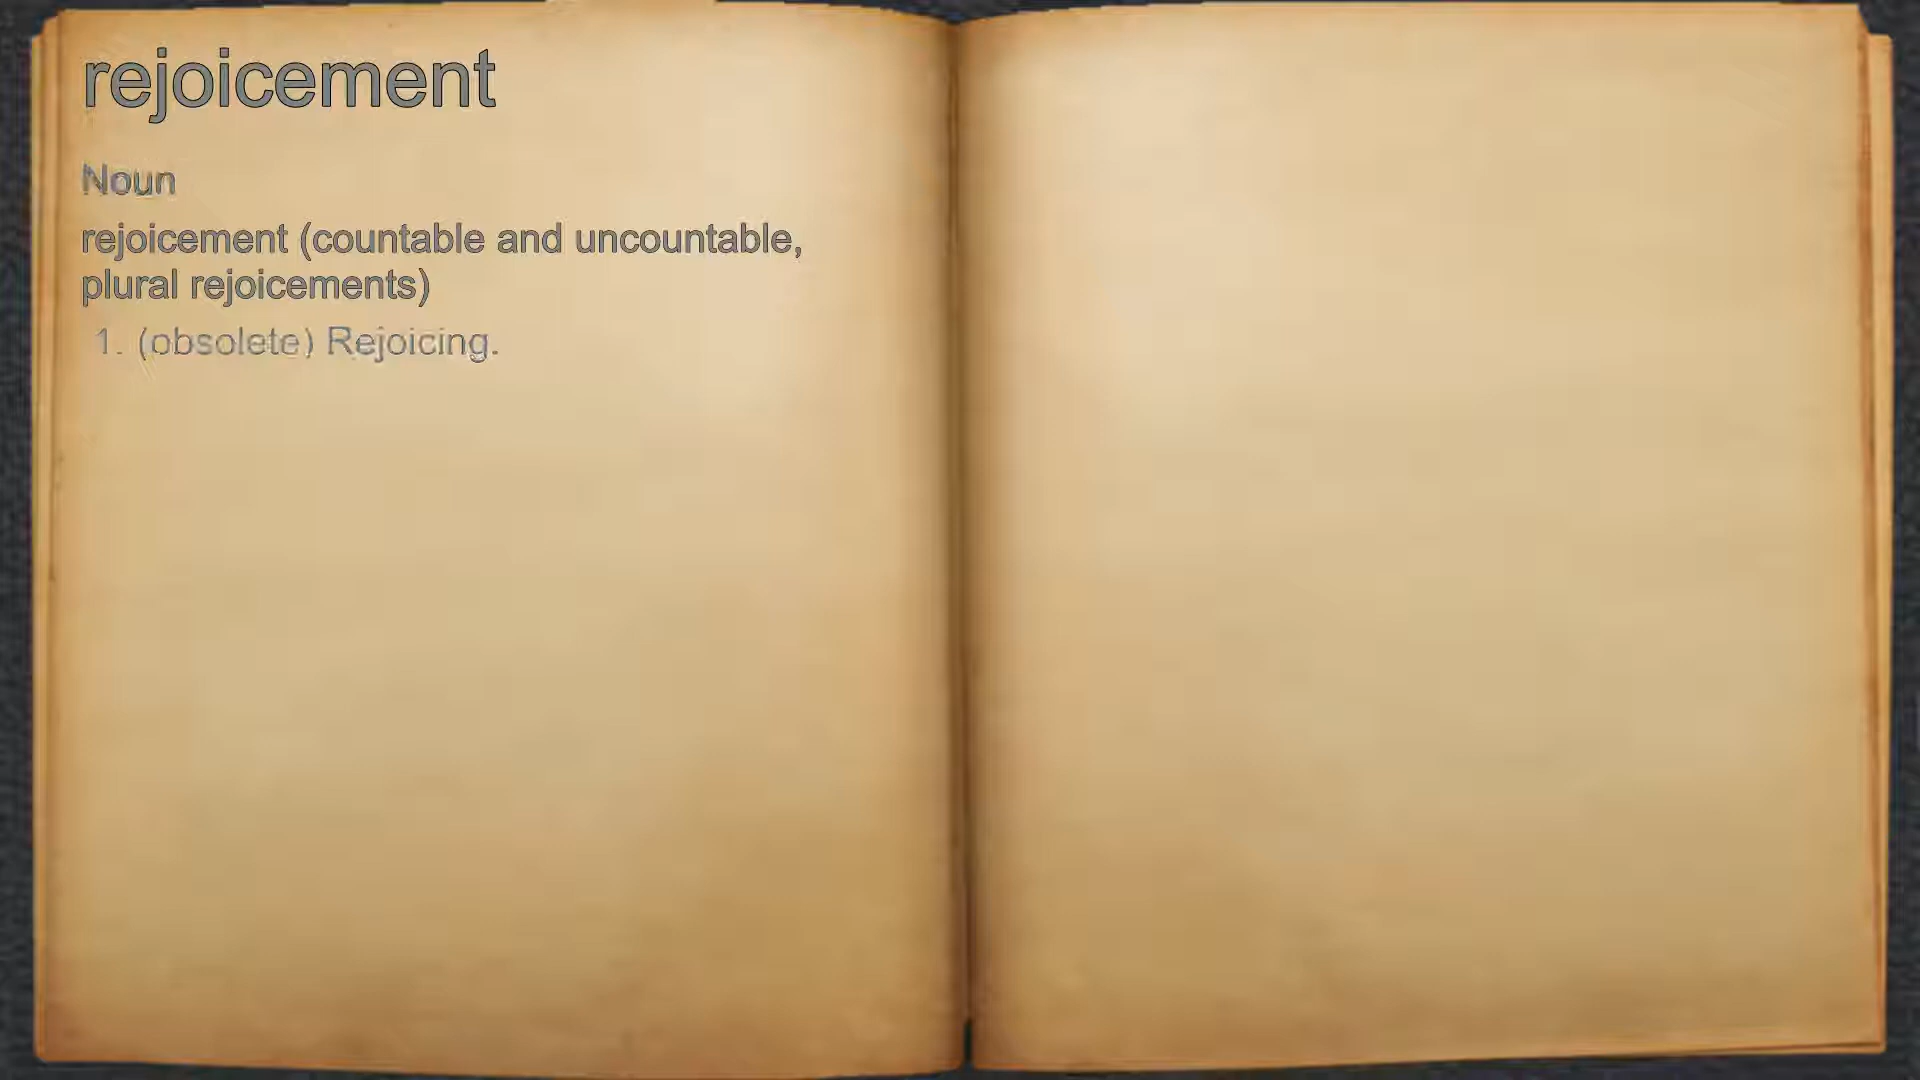 rejoicement
Noun
rejoicement (countable and uncountable,
plural rejoicements)
1. (obsolete) Rejoicing.